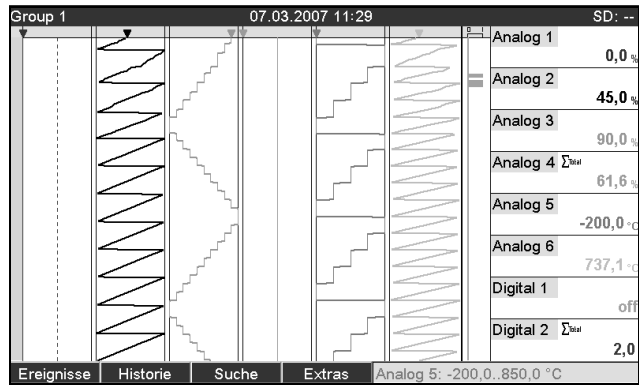 Group 1 07.03.2007 11:29 SD: --
Analog 1
0,0 %
Analog 2
45,0 %
Analog 3
90,0 %
Analog 4 ΣTotal
61,6 %
Analog 5
-200,0 °C
Analog 6
737,1 °C
Digital 1
off
Digital 2 ΣTotal
2,0
Ereignisse Historie Suche Extras Analog 5: -200,0..850,0 °C